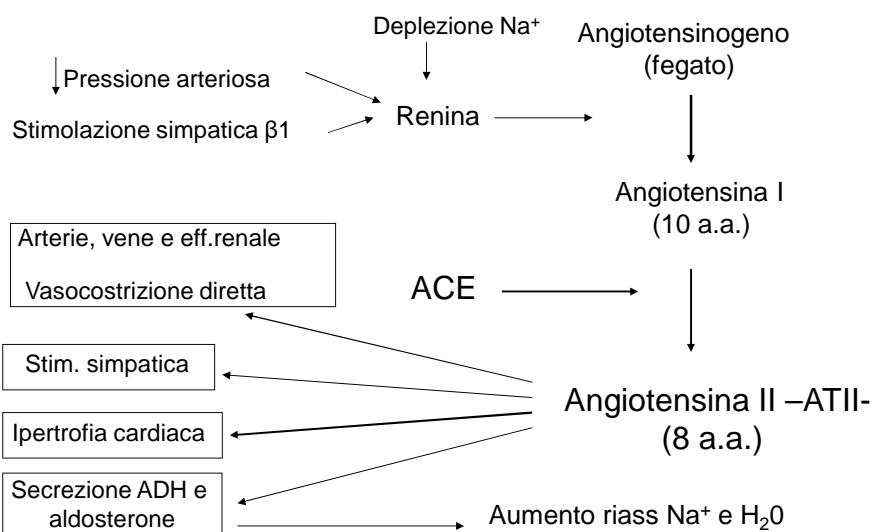 Deplezione Na⁺
Angiotensinogeno
(fegato)
Pressione arteriosa
Stimolazione simpatica β1
Renina
Angiotensina I
(10 a.a.)
Arterie, vene e eff.renale
Vasocostrizione diretta
ACE
Stim. simpatica
Angiotensina II –ATII-
(8 a.a.)
Ipertrofia cardiaca
Secrezione ADH e
aldosterone
Aumento riass Na⁺ e H₂0